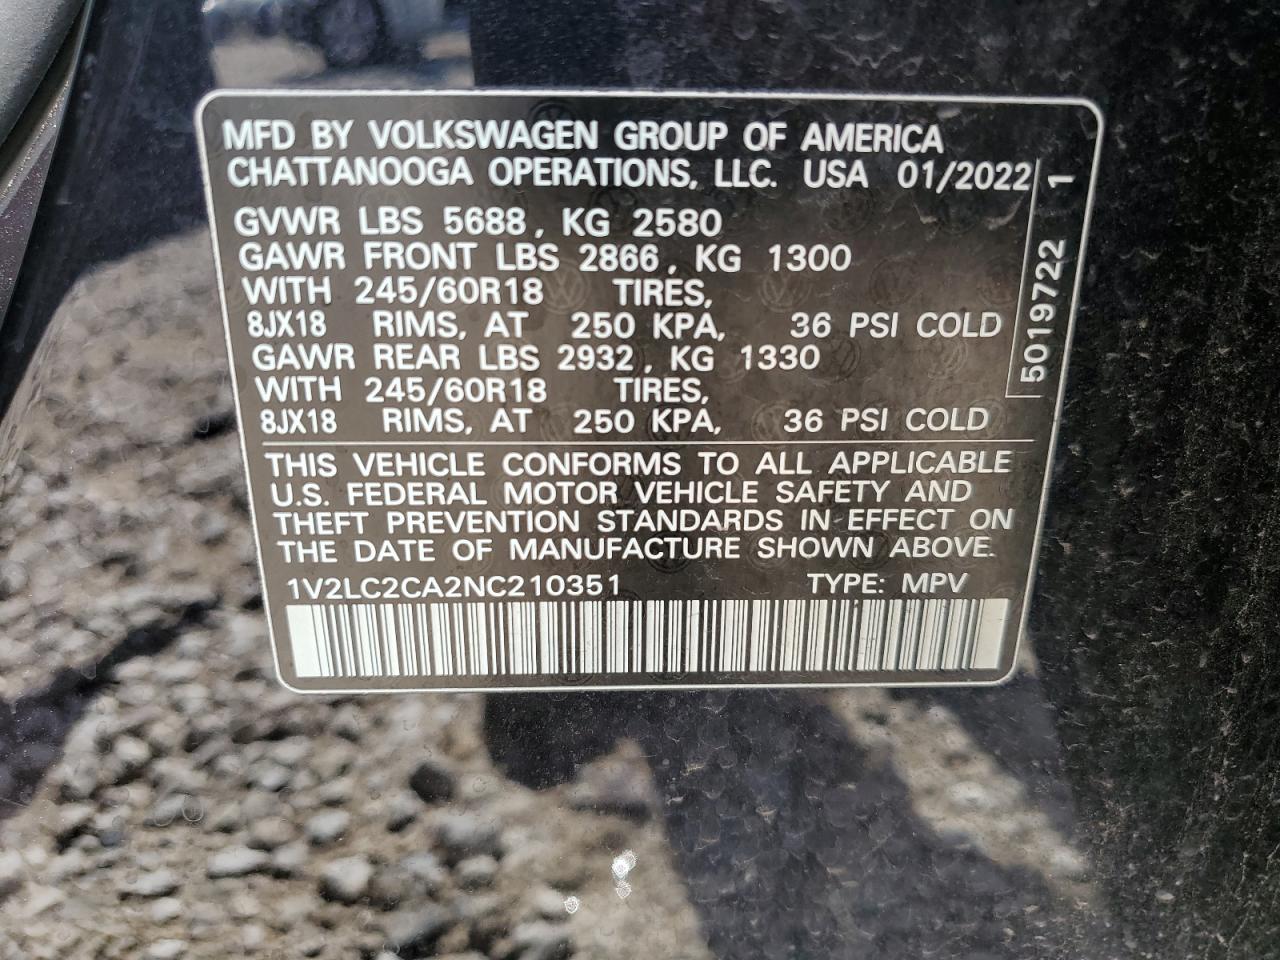 MFD BY VOLKSWAGEN GROUP OF AMERICA
CHATTANOOGA OPERATIONS, LLC. USA 01/2022
GVWR LBS 5688, KG 2580
GAWR FRONT LBS 2866, KG 1300
WITH 245/60R18 TIRES,
8JX18 RIMS, AT 250 KPA, 36 PSI COLD
GAWR REAR LBS 2932, KG 1330
WITH 245/60R18 TIRES,
8JX18 RIMS, AT 250 KPA, 36 PSI COLD
5019722 1
THIS VEHICLE CONFORMS TO ALL APPLICABLE
U.S. FEDERAL MOTOR VEHICLE SAFETY AND
THEFT PREVENTION STANDARDS IN EFFECT ON
THE DATE OF MANUFACTURE SHOWN ABOVE.
1V2LC2CA2NC210351 TYPE: MPV